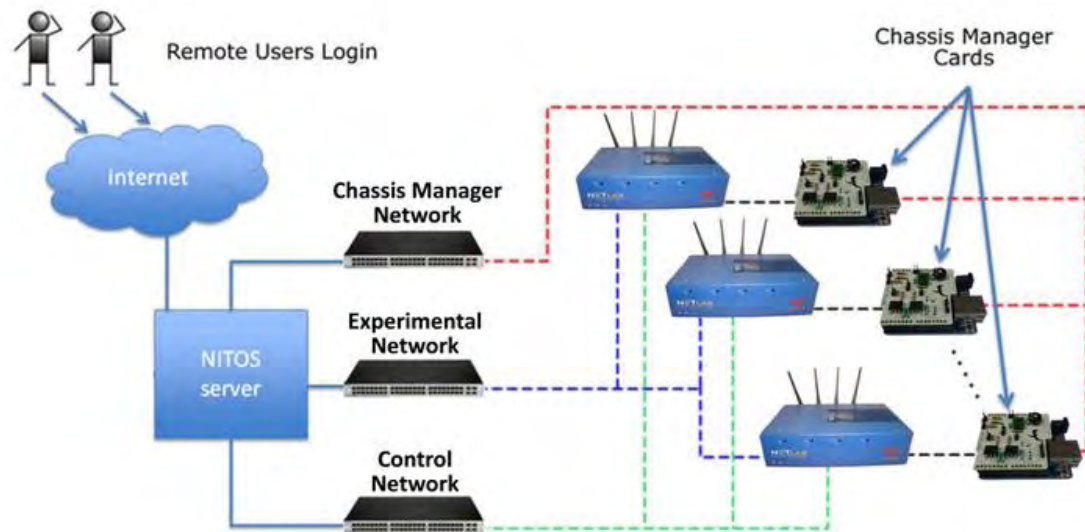 Remote Users Login
Chassis Manager
Cards
internet
Chassis Manager
Network
Experimental
Network
NITOS
server
Control
Network